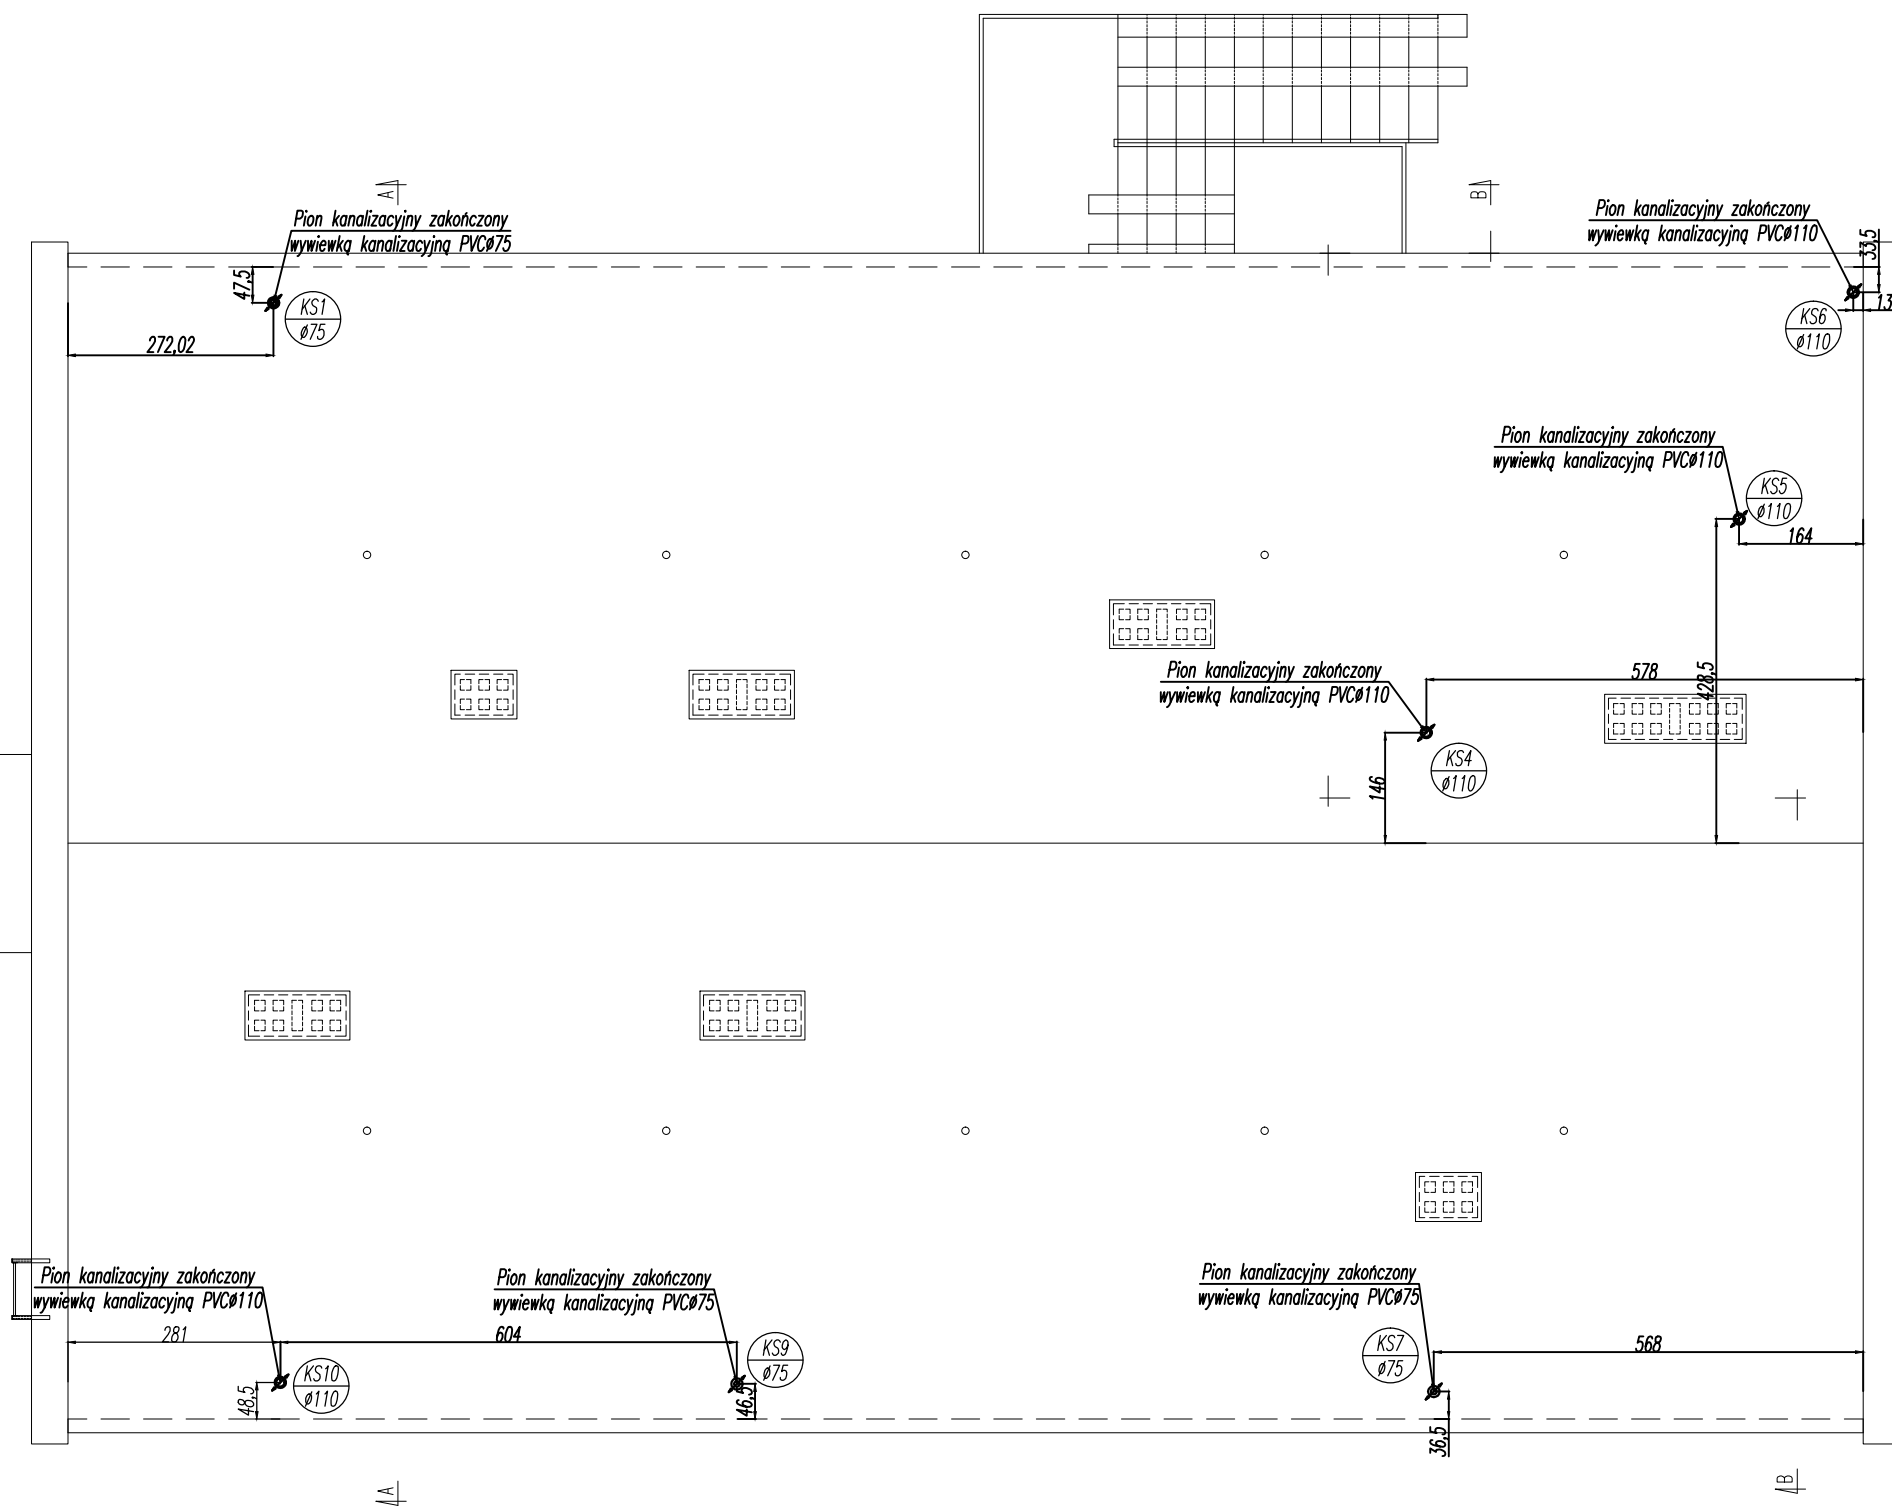 A
B
Pion kanalizacyjny zakończony
wywiewką kanalizacyjną PVCø75
Pion kanalizacyjny zakończony
wywiewką kanalizacyjną PVCø110
33,5
47,5
KS1
ø75
13
KS6
ø110
272,02
Pion kanalizacyjny zakończony
wywiewką kanalizacyjną PVCø110
KS5
ø110
164
Pion kanalizacyjny zakończony
wywiewką kanalizacyjną PVCø110
578
428,5
KS4
ø110
146
Pion kanalizacyjny zakończony
wywiewką kanalizacyjną PVCø110
Pion kanalizacyjny zakończony
wywiewką kanalizacyjną PVCø75
Pion kanalizacyjny zakończony
wywiewką kanalizacyjną PVCø75
281
604
568
KS10
ø110
48,5
KS9
ø75
46,5
KS7
ø75
36,5
A
B